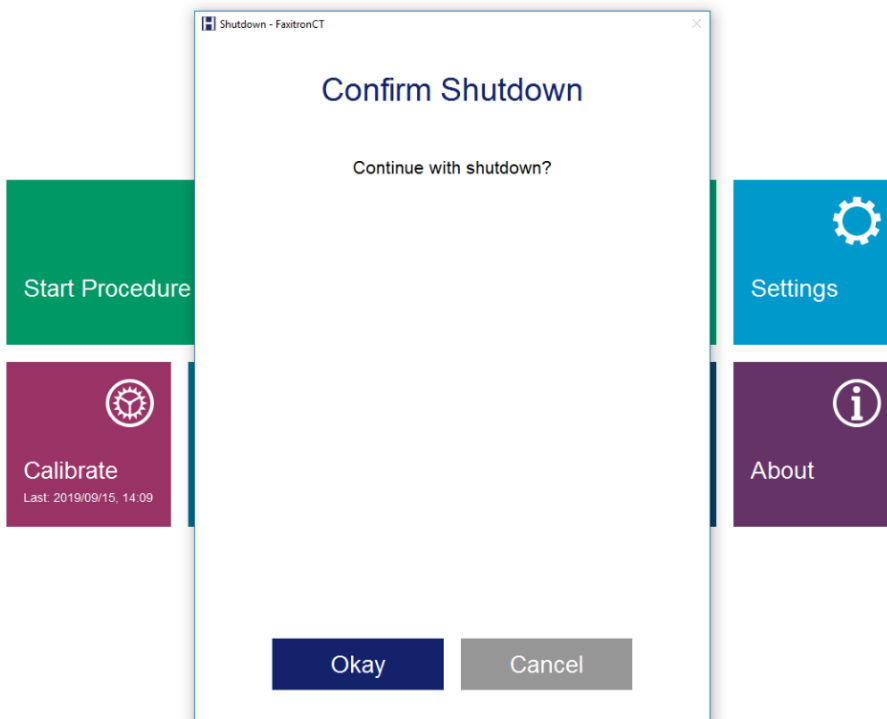 Shutdown - FaxitronCT
Confirm Shutdown
Continue with shutdown?
Start Procedure
Settings
Calibrate
Last: 2019/09/15, 14:09
About
Okay
Cancel